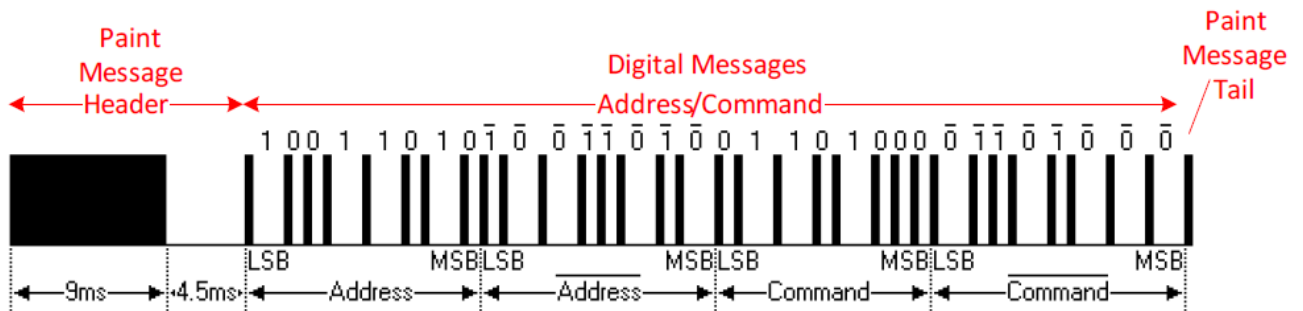 Paint
Message
Header
Digital Messages
Address/Command
Paint
Message
Tail
1 0 0 1 1 0 1 0 1̅ 0̅ 0̅ 1̅ 1̅ 0̅ 1̅ 0̅ 0 1 1 0 1 0 0 0 0̅ 1̅ 1̅ 0̅ 1̅ 0̅ 0̅ 0̅
LSB MSB LSB MSB LSB MSB LSB MSB
9ms 4.5ms Address A̅d̅d̅r̅e̅s̅s̅ Command C̅o̅m̅m̅a̅n̅d̅